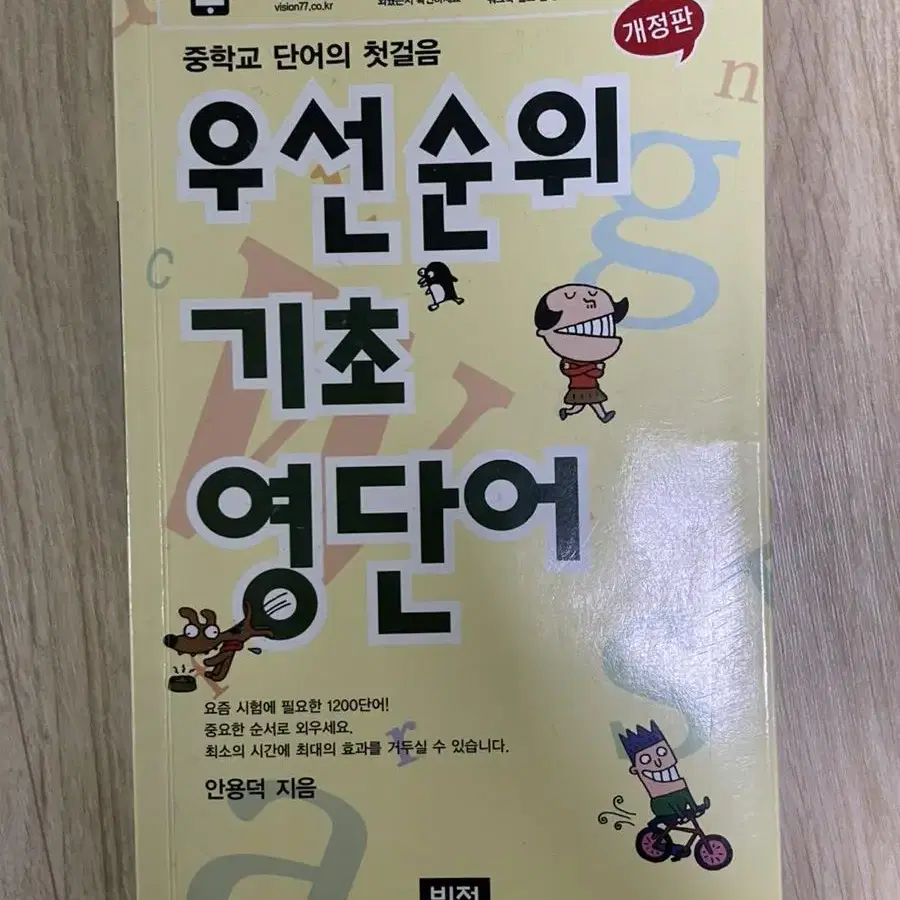 vision77.co.kr
개정판
중학교 단어의 첫걸음
우선순위
기초
영단어
요즘 시험에 필요한 1200단어!
중요한 순서로 외우세요.
최소의 시간에 최대의 효과를 거두실 수 있습니다.
안용덕 지음
비전